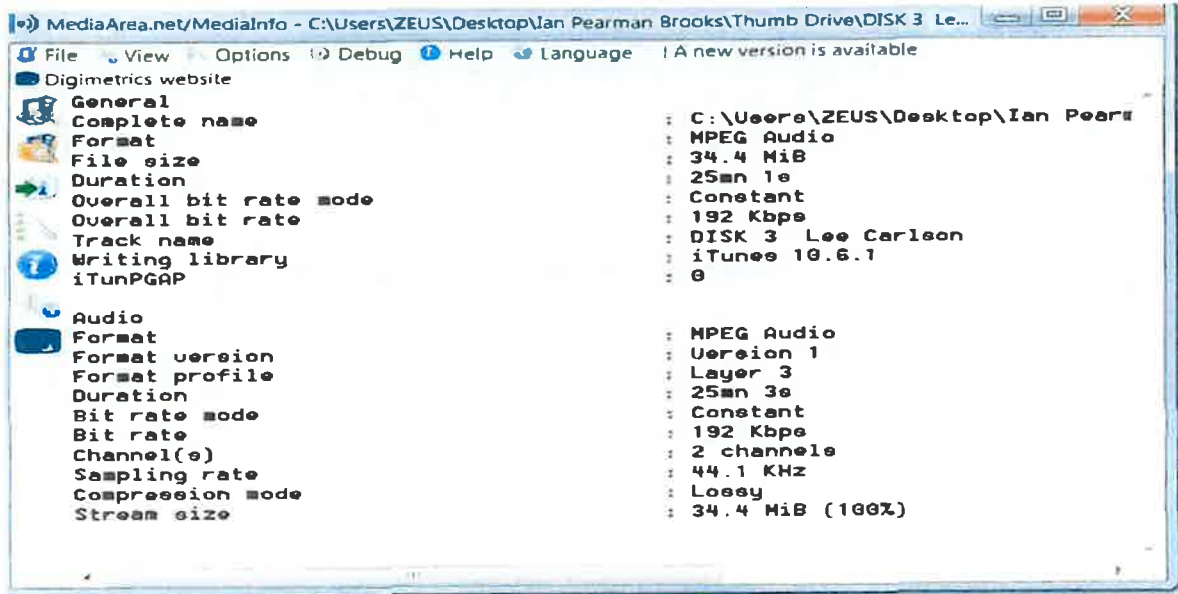 MediaArea.net/MediaInfo - C:\Users\ZEUS\Desktop\Ian Pearman Brooks\Thumb Drive\DISK 3 Le...
File View Options Debug Help Language ! A new version is available
Digimetrics website
General
Complete name : C:\Users\ZEUS\Desktop\Ian Pearm
Format : MPEG Audio
File size : 34.4 MiB
Duration : 25mn 1s
Overall bit rate mode : Constant
Overall bit rate : 192 Kbps
Track name : DISK 3 Lee Carlson
Writing library : iTunes 10.6.1
iTunPGAP : 0
Audio
Format : MPEG Audio
Format version : Version 1
Format profile : Layer 3
Duration : 25mn 3s
Bit rate mode : Constant
Bit rate : 192 Kbps
Channel(s) : 2 channels
Sampling rate : 44.1 KHz
Compression mode : Lossy
Stream size : 34.4 MiB (100%)